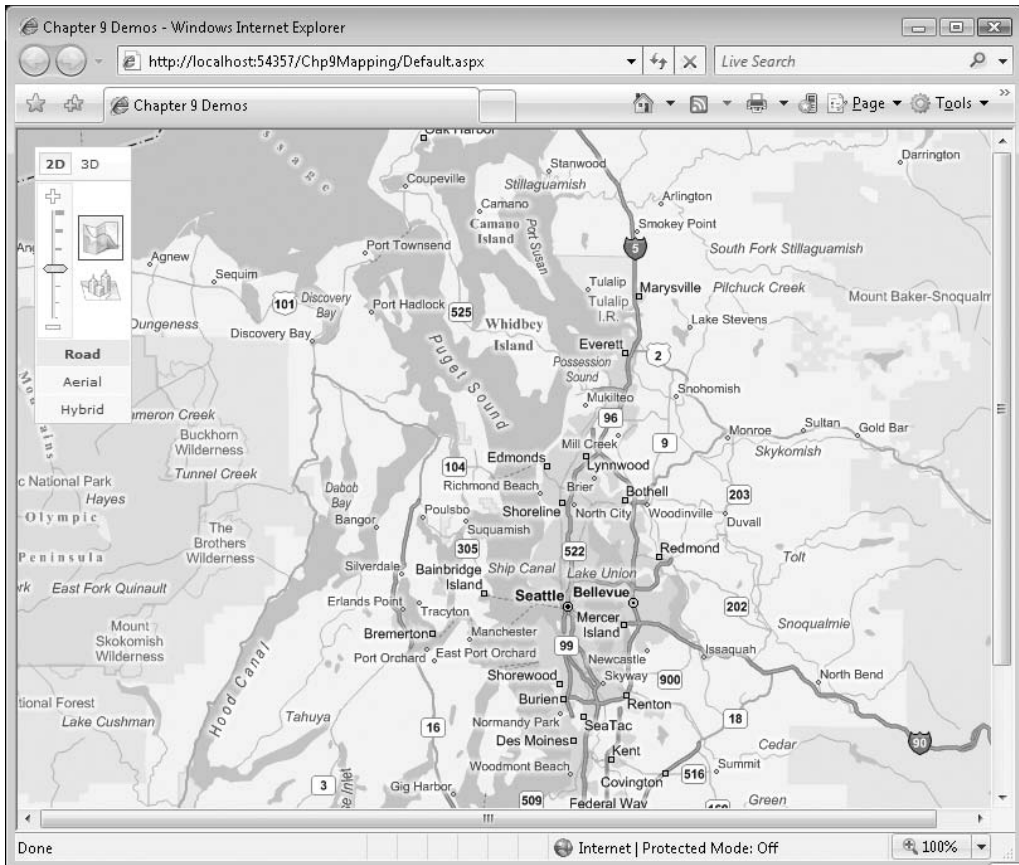 Chapter 9 Demos - Windows Internet Explorer
http://localhost:54357/Chp9Mapping/Default.aspx
Live Search
Chapter 9 Demos
Page
Tools
2D 3D
Road
Aerial
Hybrid
Oak Harbor
Stanwood
Darrington
Coupeville
Stillaguamish
Arlington
Camano
Camano Island
Port Susan
Smokey Point
5
South Fork Stillaguamish
Port Townsend
Agnew
Sequim
Tulalip
Tulalip I.R.
Marysville
Pilchuck Creek
Mount Baker-Snoqualm
101
Discovery Bay
Port Hadlock
525
Whidbey Island
Lake Stevens
Dungeness
Discovery Bay
Puget Sound
Everett
2
Possession Sound
Mukilteo
Snohomish
96
Mill Creek
9
Monroe
Sultan
Gold Bar
Skykomish
meron Creek
Buckhorn Wilderness
Tunnel Creek
c National Park
Hayes
Olympic
Peninsula
104
Edmonds
Lynnwood
Richmond Beach
Brier
Bothell
203
Dabob Bay
Bangor
Poulsbo
Suquamish
Shoreline
North City
Woodinville
Duvall
The Brothers Wilderness
305
522
Redmond
Tolt
Silverdale
Bainbridge Island
Ship Canal
Lake Union
rk
East Fork Quinault
Erlands Point
Tracyton
Seattle
Bellevue
202
Mount Skokomish Wilderness
Bremerton
Manchester
Mercer Island
Snoqualmie
Port Orchard
East Port Orchard
99
Newcastle
Issaquah
Hood Canal
Shorewood
Skyway
900
North Bend
tional Forest
Burien
Renton
Lake Cushman
Tahuya
16
Normandy Park
SeaTac
18
Des Moines
Kent
Cedar
90
3
Gig Harbor
Woodmont Beach
Covington
516
Summit
509
Federal Way
Green
Done
Internet | Protected Mode: Off
100%